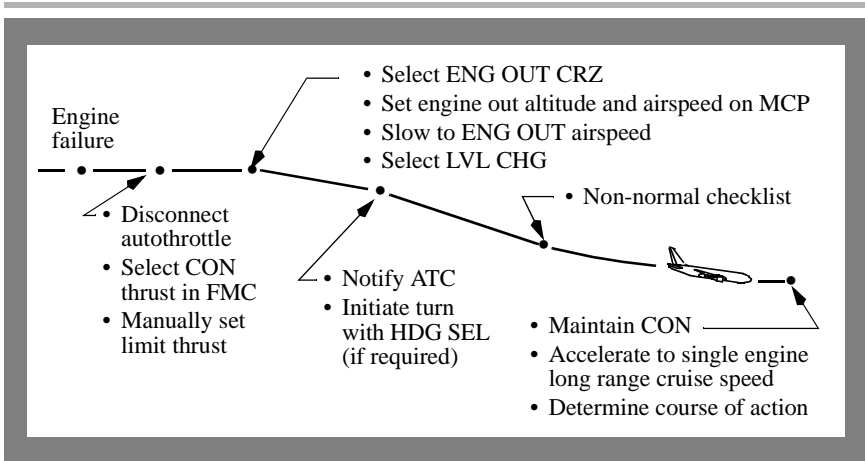 Engine
failure
• Disconnect
autothrottle
• Select CON
thrust in FMC
• Manually set
limit thrust
• Select ENG OUT CRZ
• Set engine out altitude and airspeed on MCP
• Slow to ENG OUT airspeed
• Select LVL CHG
• Notify ATC
• Initiate turn
with HDG SEL
(if required)
• Non-normal checklist
• Maintain CON
• Accelerate to single engine
long range cruise speed
• Determine course of action